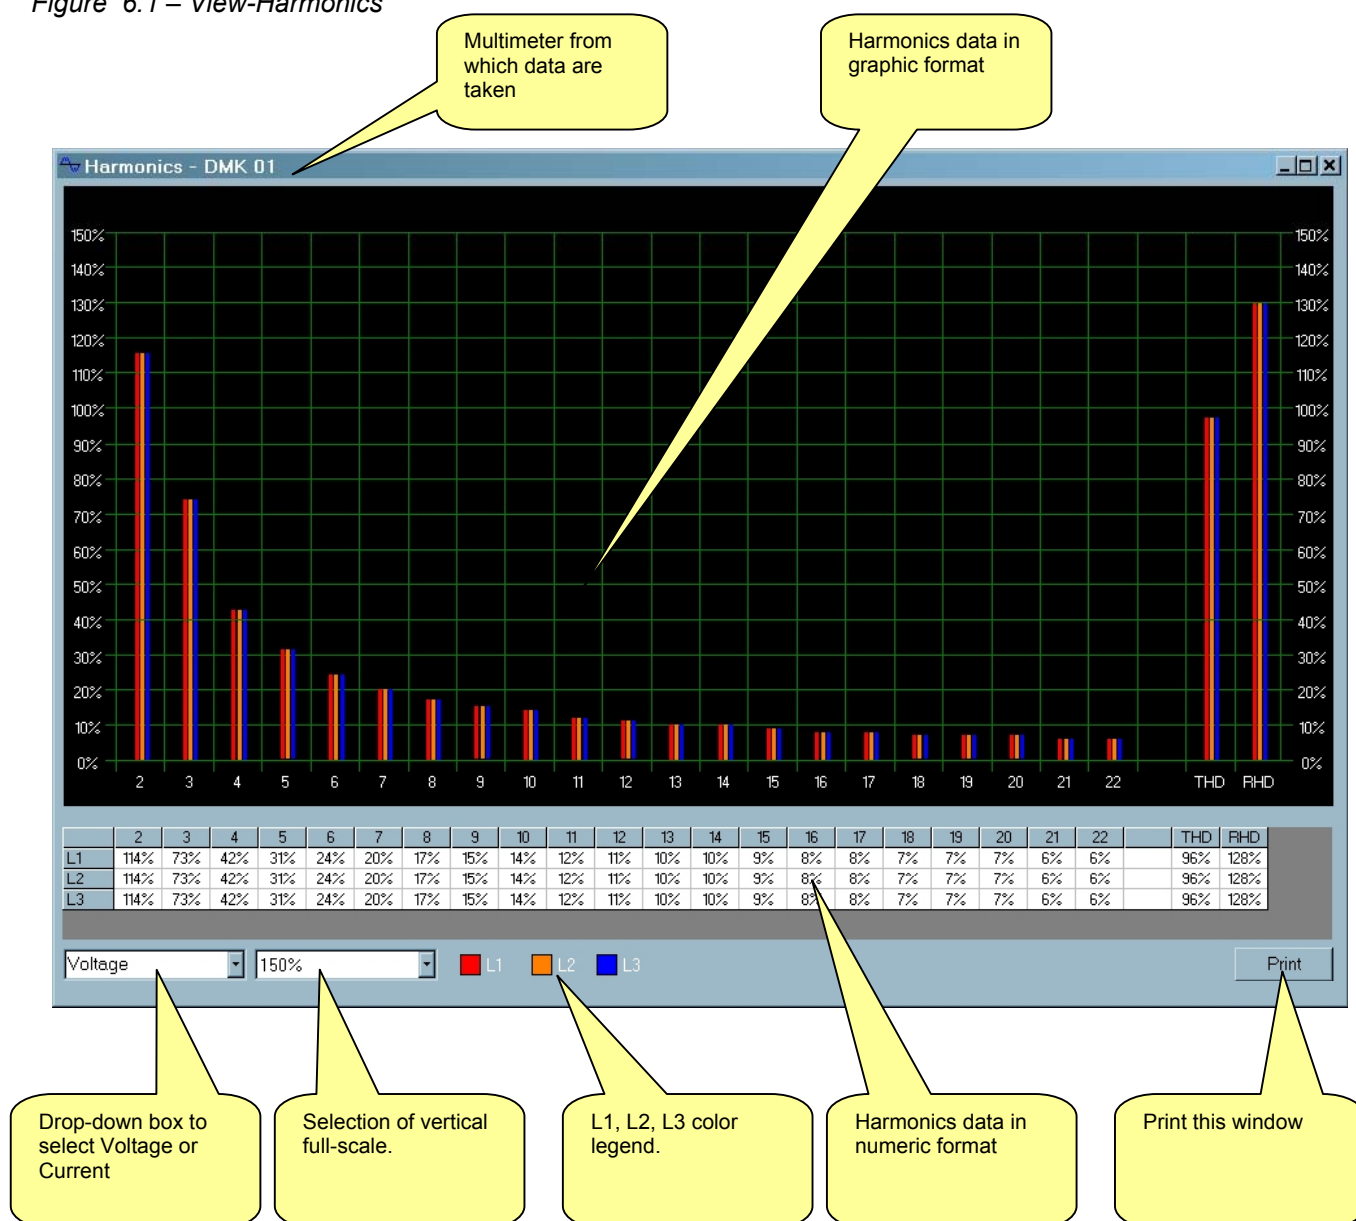 Figure 6.1 – View-Harmonics
Multimeter from
which data are
taken
Harmonics data in
graphic format
Harmonics - DMK 01
150% 150%
140% 140%
130% 130%
120% 120%
110% 110%
100% 100%
90% 90%
80% 80%
70% 70%
60% 60%
50% 50%
40% 40%
30% 30%
20% 20%
10% 10%
0% 0%
2 3 4 5 6 7 8 9 10 11 12 13 14 15 16 17 18 19 20 21 22 THD RHD
2 3 4 5 6 7 8 9 10 11 12 13 14 15 16 17 18 19 20 21 22 THD RHD
L1 114% 73% 42% 31% 24% 20% 17% 15% 14% 12% 11% 10% 10% 9% 8% 8% 7% 7% 7% 6% 6% 96% 128%
L2 114% 73% 42% 31% 24% 20% 17% 15% 14% 12% 11% 10% 10% 9% 8% 8% 7% 7% 7% 6% 6% 96% 128%
L3 114% 73% 42% 31% 24% 20% 17% 15% 14% 12% 11% 10% 10% 9% 8% 8% 7% 7% 7% 6% 6% 96% 128%
Voltage 150% L1 L2 L3 Print
Drop-down box to
select Voltage or
Current
Selection of vertical
full-scale.
L1, L2, L3 color
legend.
Harmonics data in
numeric format
Print this window